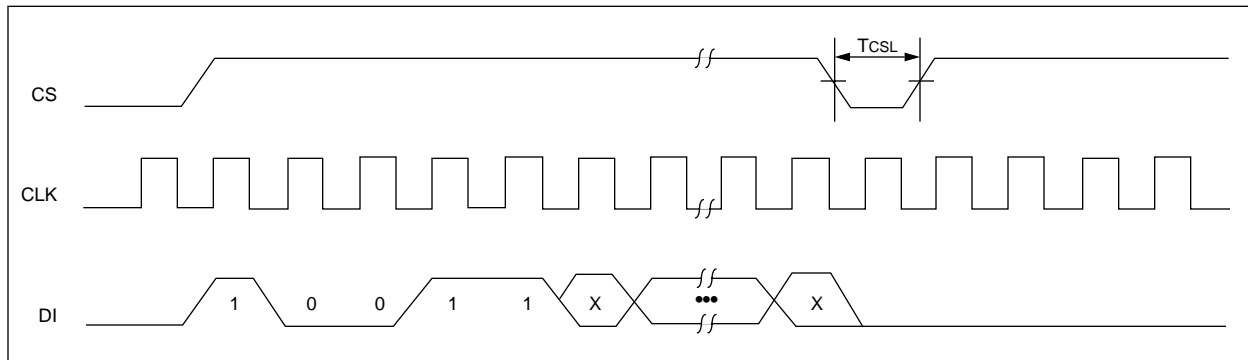 TCSL
CS
CLK
DI
1 0 0 1 1 X ••• X